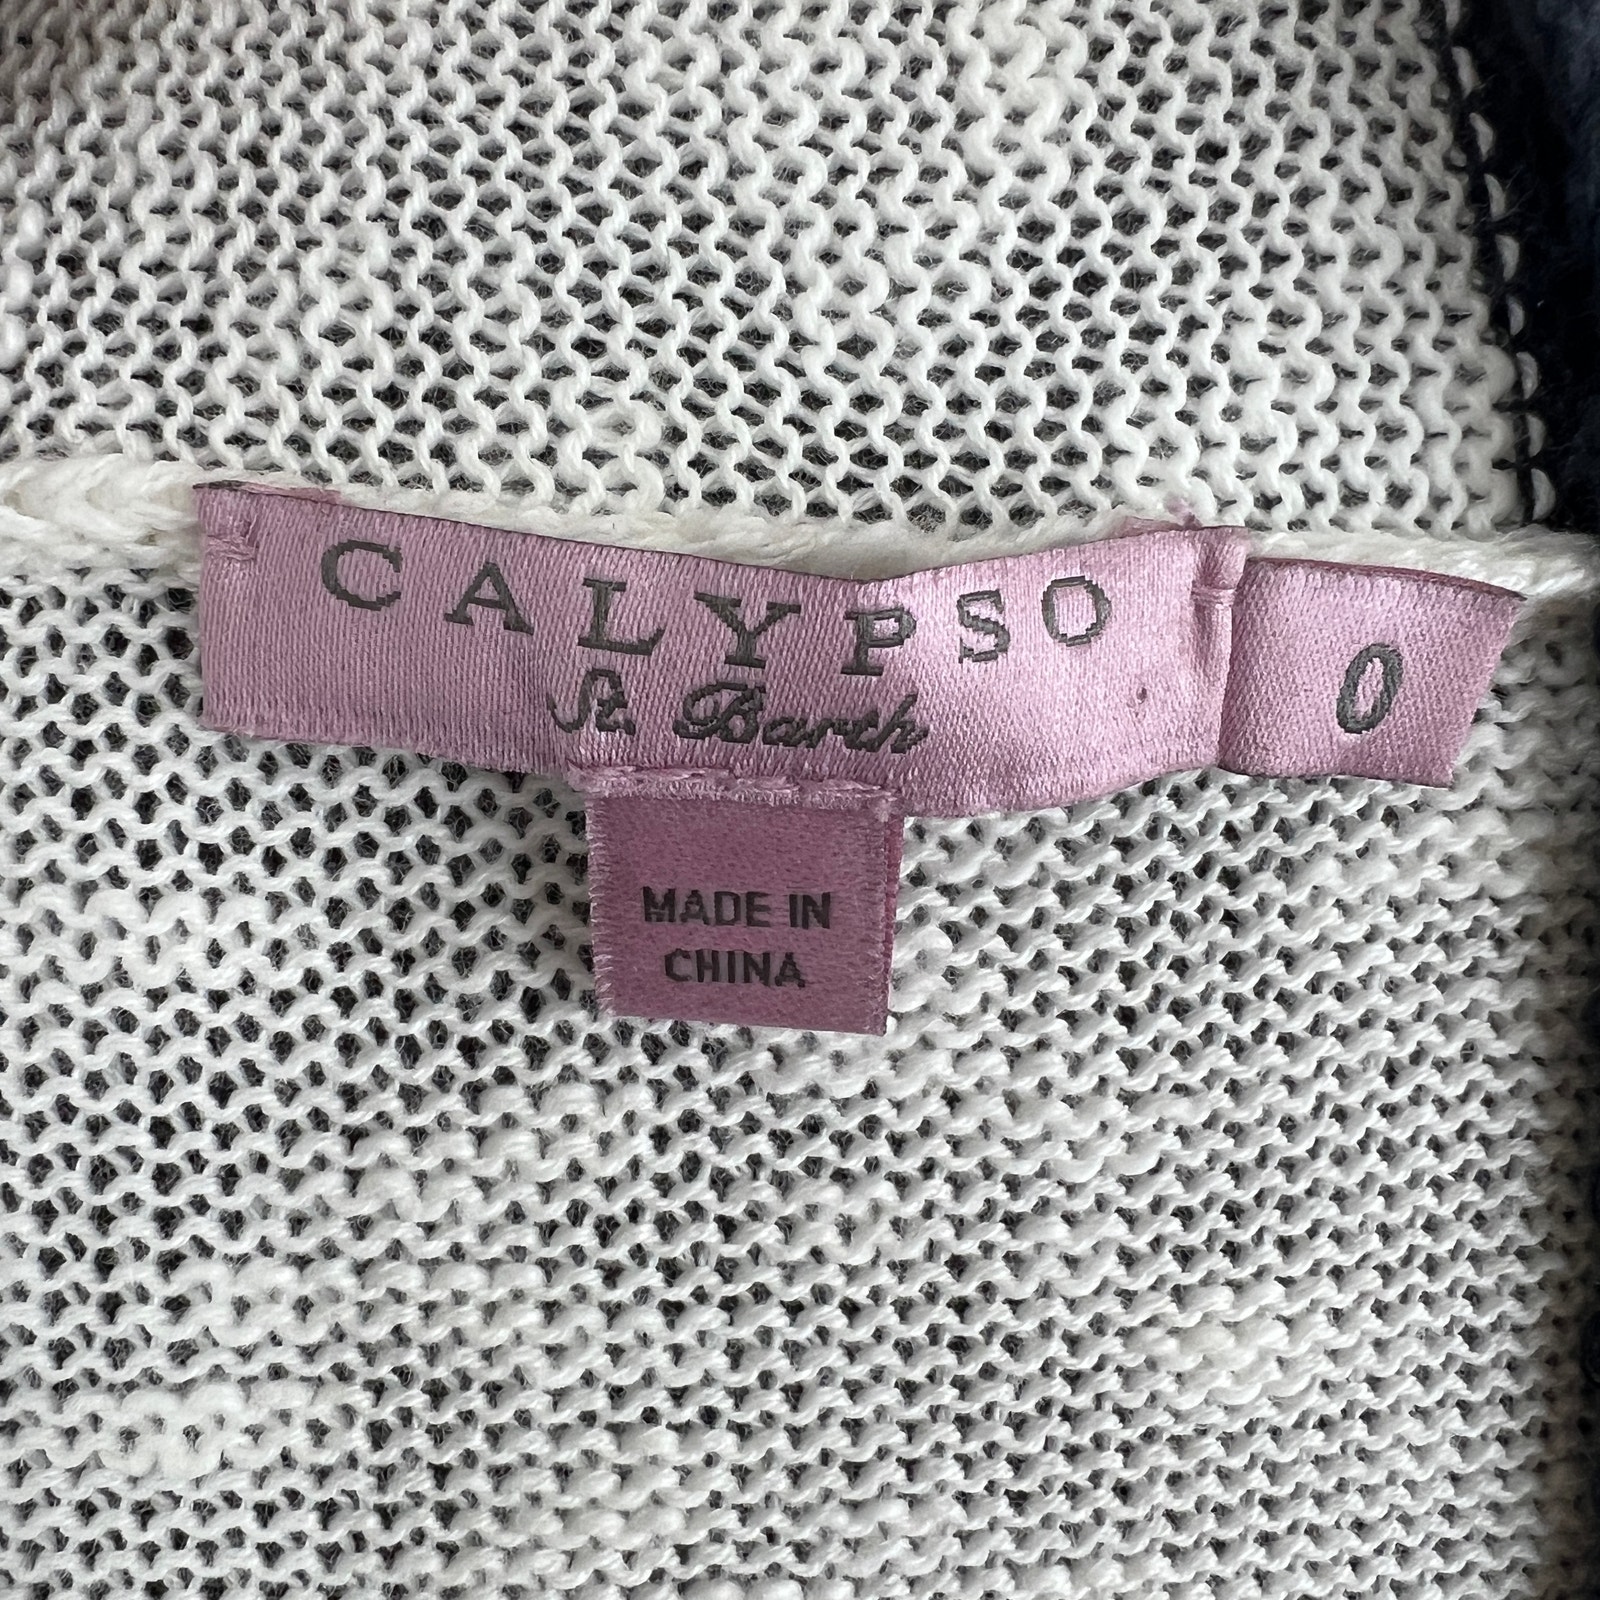 CALYPSO
St. Barth
0
MADE IN
CHINA